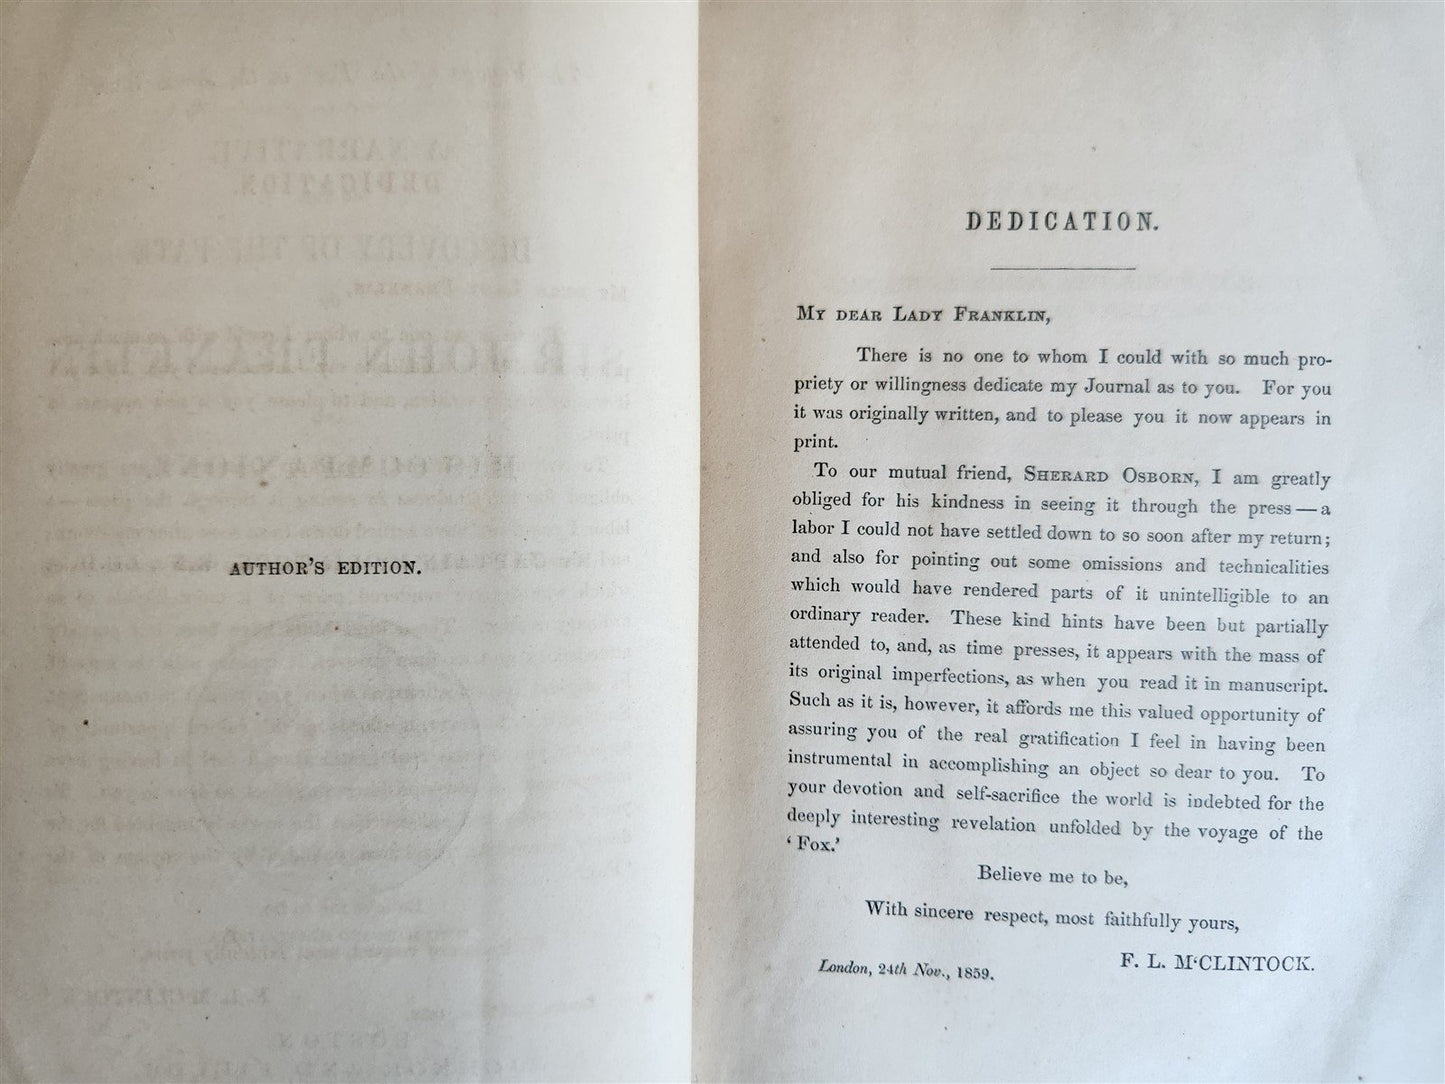 AUTHOR'S EDITION.
DEDICATION.
My dear Lady Franklin,
There is no one to whom I could with so much pro-
priety or willingness dedicate my Journal as to you. For you
it was originally written, and to please you it now appears in
print.
To our mutual friend, Sherard Osborn, I am greatly
obliged for his kindness in seeing it through the press—a
labor I could not have settled down to so soon after my return;
and also for pointing out some omissions and technicalities
which would have rendered parts of it unintelligible to an
ordinary reader. These kind hints have been but partially
attended to, and, as time presses, it appears with the mass of
its original imperfections, as when you read it in manuscript.
Such as it is, however, it affords me this valued opportunity of
assuring you of the real gratification I feel in having been
instrumental in accomplishing an object so dear to you. To
your devotion and self-sacrifice the world is indebted for the
deeply interesting revelation unfolded by the voyage of the
‘Fox.’
Believe me to be,
With sincere respect, most faithfully yours,
F. L. M‘CLINTOCK.
London, 24th Nov., 1859.